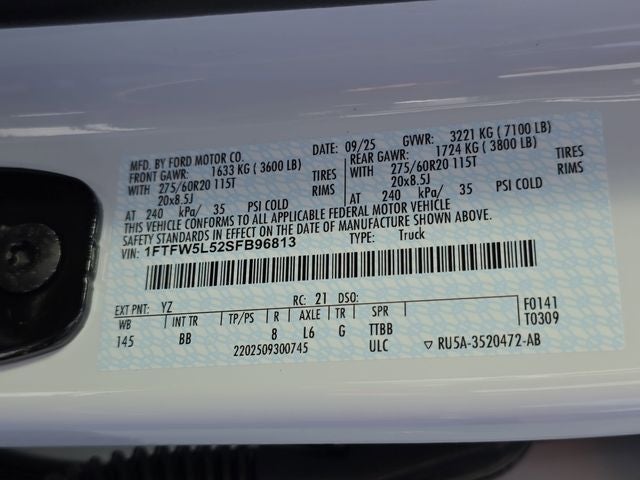 MFD. BY FORD MOTOR CO. DATE: 09/25 GVWR: 3221 KG ( 7100 LB)
FRONT GAWR: 1633 KG ( 3600 LB) REAR GAWR: 1724 KG ( 3800 LB)
WITH 275/60R20 115T TIRES WITH 275/60R20 115T TIRES
20x8.5J RIMS 20x8.5J RIMS
AT 240 kPa/ 35 PSI COLD AT 240 kPa/ 35 PSI COLD
THIS VEHICLE CONFORMS TO ALL APPLICABLE FEDERAL MOTOR VEHICLE
SAFETY STANDARDS IN EFFECT ON THE DATE OF MANUFACTURE SHOWN ABOVE.
VIN: 1FTFW5L52SFB96813 TYPE: Truck
EXT PNT: YZ RC: 21 DSO: F0141
WB INT TR TP/PS R AXLE TR SPR T0309
145 BB 8 L6 G TTBB
2202509300745 ULC ▽ RU5A-3520472-AB